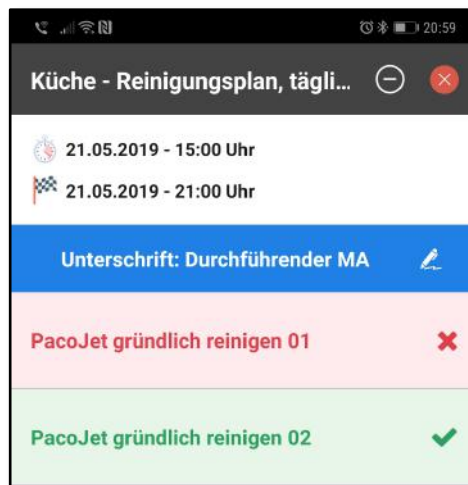 20:59
Küche - Reinigungsplan, tägli...
21.05.2019 - 15:00 Uhr
21.05.2019 - 21:00 Uhr
Unterschrift: Durchführender MA
PacoJet gründlich reinigen 01
PacoJet gründlich reinigen 02